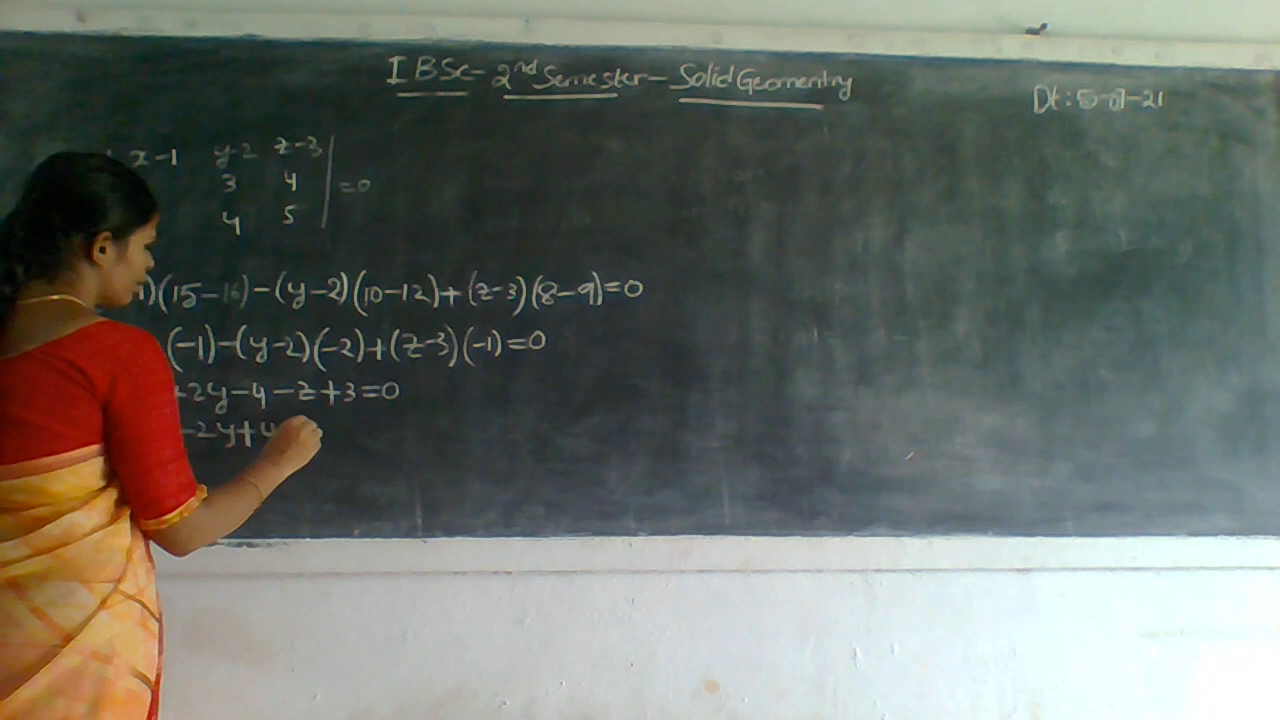 I BSc- 2nd Semester - Solid Geomentry
Dt: 5-07-21
x-1 y-2 z-3
3 4 =0
4 5
1)(15-16)-(y-2)(10-12)+(z-3)(8-9)=0
(-1)-(y-2)(-2)+(z-3)(-1)=0
+2y-4-z+3=0
-2y+4